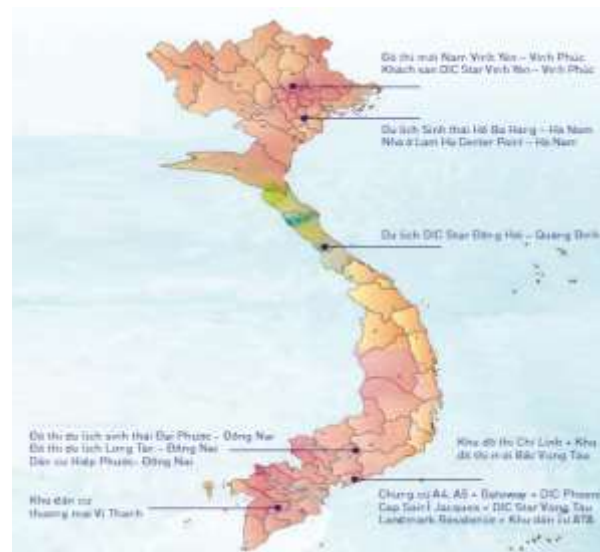 Đô thị mới Nam Vĩnh Yên – Vĩnh Phúc
Khách sạn DIC Star Vĩnh Yên – Vĩnh Phúc
Du lịch Sinh thái Hồ Ba Hang – Hà Nam
Nhà ở Lam Hạ Center Point – Hà Nam
Du lịch DIC Star Đồng Hới – Quảng Bình
Đô thị du lịch sinh thái Đại Phước – Đồng Nai
Đô thị du lịch Long Tân – Đồng Nai
Dân cư Hiệp Phước- Đồng Nai
Khu đô thị Chí Linh + Khu
đô thị mới Bắc Vũng Tàu
Khu dân cư
thương mại Vị Thanh
Chung cư A4, A5 + Gateway + DIC Phoenix
Cap Saint Jacques + DIC Star Vũng Tàu
Landmark Residence + Khu dân cư